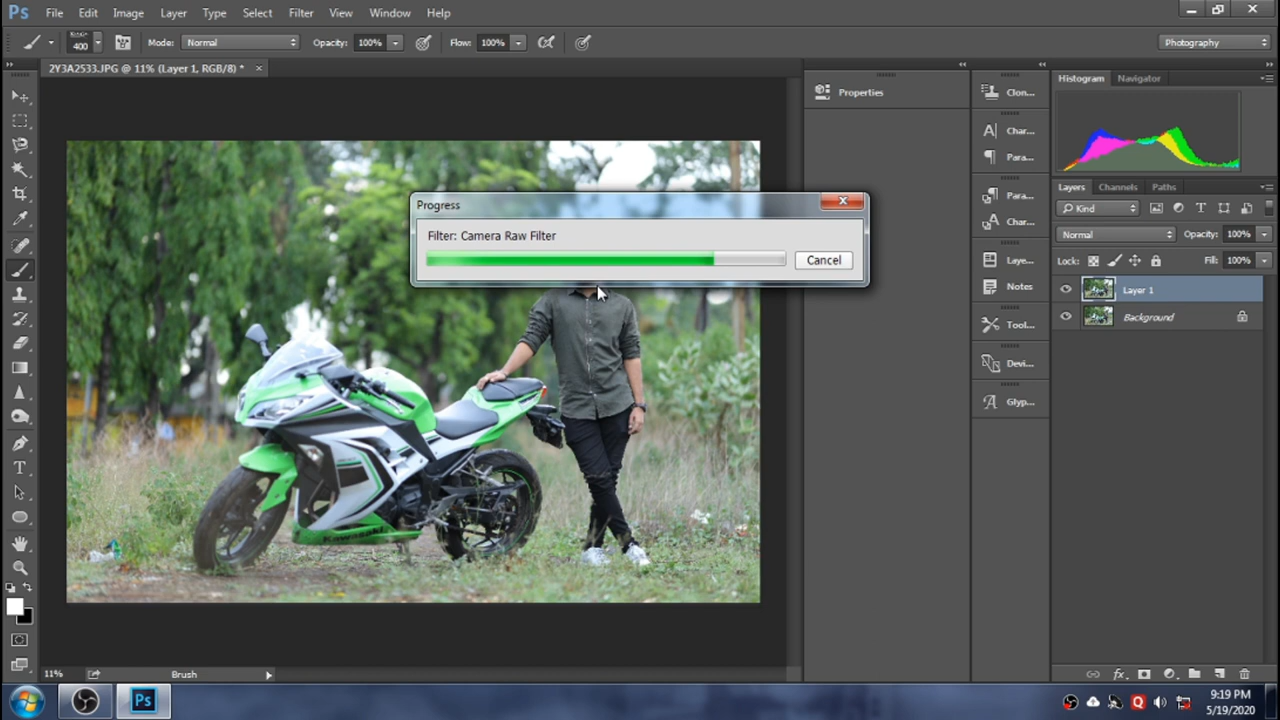 Ps File Edit Image Layer Type Select Filter View Window Help
400 Mode: Normal Opacity: 100% Flow: 100% Photography
2Y3A2533.JPG @ 11% (Layer 1, RGB/8) * ×
Histogram Navigator
Properties
Clon...
Char...
Para...
Para...
Char...
Laye...
Notes
Tool...
Devi...
Glyp...
Layers Channels Paths
Kind
Normal Opacity: 100%
Lock: Fill: 100%
Layer 1
Background
Progress
Filter: Camera Raw Filter
Cancel
Kawasaki
11% Brush
Ps
9:19 PM
5/19/2020